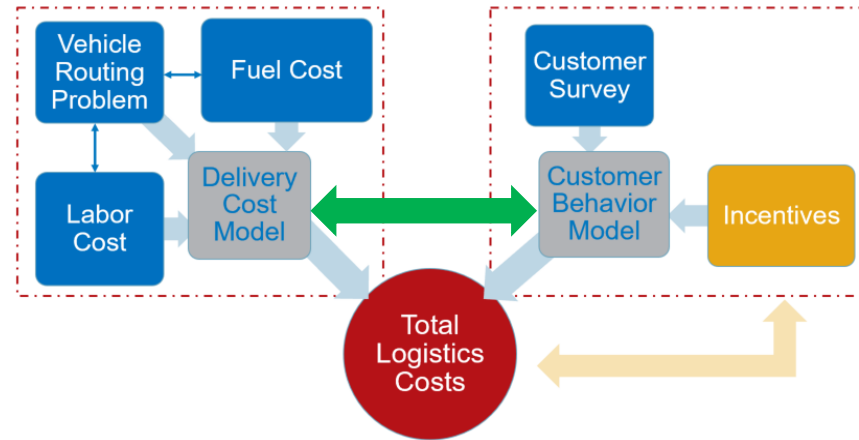 Vehicle
Routing
Problem
Fuel Cost
Labor
Cost
Delivery
Cost
Model
Customer
Survey
Customer
Behavior
Model
Incentives
Total
Logistics
Costs